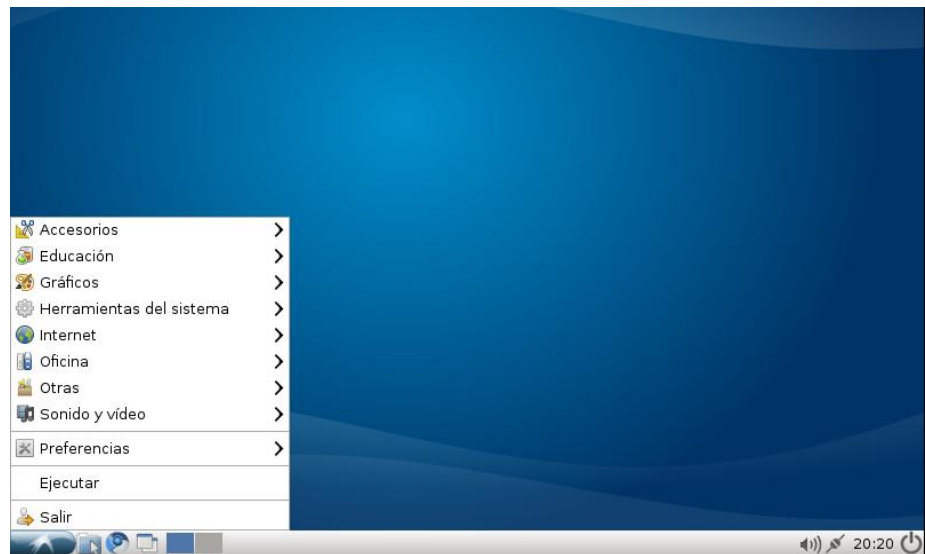 Accesorios
Educación
Gráficos
Herramientas del sistema
Internet
Oficina
Otras
Sonido y vídeo
Preferencias
Ejecutar
Salir
20:20